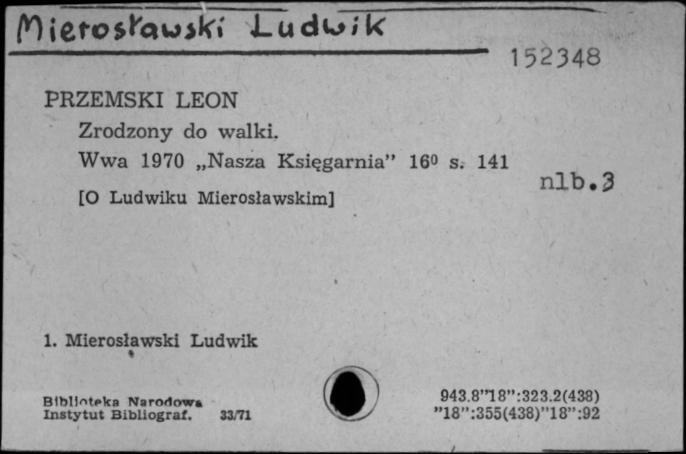 Mierosławski Ludwik
152348
PRZEMSKI LEON
Zrodzony do walki.
Wwa 1970 „Nasza Księgarnia” 16⁰ s. 141
nlb.3
[O Ludwiku Mierosławskim]
1. Mierosławski Ludwik
Biblioteka Narodowa
Instytut Bibliograf. 33/71
943.8”18”:323.2(438)
”18”:355(438)”18”:92